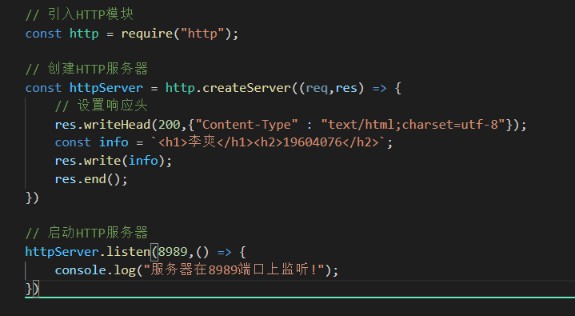 // 引入HTTP模块
const http = require("http");
// 创建HTTP服务器
const httpServer = http.createServer((req,res) => {
// 设置响应头
res.writeHead(200,{"Content-Type" : "text/html;charset=utf-8"});
const info = `<h1>李爽</h1><h2>19604076</h2>`;
res.write(info);
res.end();
})
// 启动HTTP服务器
httpServer.listen(8989,() => {
console.log("服务器在8989端口上监听!");
})